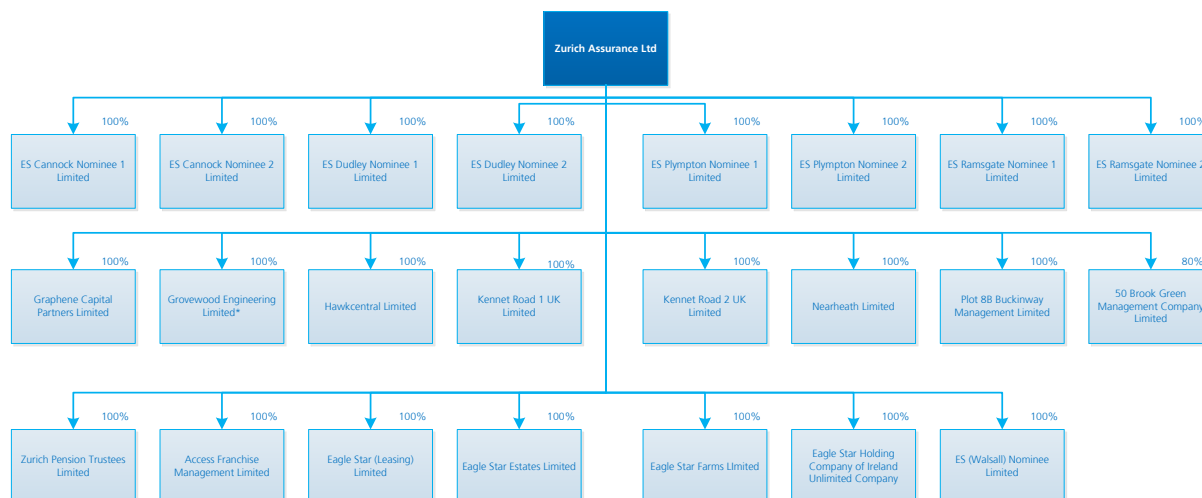 Zurich Assurance Ltd
100% 100% 100% 100% 100% 100% 100% 100%
ES Cannock Nominee 1
Limited
ES Cannock Nominee 2
Limited
ES Dudley Nominee 1
Limited
ES Dudley Nominee 2
Limited
ES Plympton Nominee 1
Limited
ES Plympton Nominee 2
Limited
ES Ramsgate Nominee 1
Limited
ES Ramsgate Nominee 2
Limited
100% 100% 100% 100% 100% 100% 100% 80%
Graphene Capital
Partners Limited
Grovewood Engineering
Limited*
Hawkcentral Limited
Kennet Road 1 UK
Limited
Kennet Road 2 UK
Limited
Nearheath Limited
Plot 8B Buckinway
Management Limited
50 Brook Green
Management Company
Limited
100% 100% 100% 100% 100% 100% 100%
Zurich Pension Trustees
Limited
Access Franchise
Management Limited
Eagle Star (Leasing)
Limited
Eagle Star Estates Limited
Eagle Star Farms LImited
Eagle Star Holding
Company of Ireland
Unlimited Company
ES (Walsall) Nominee
Limited